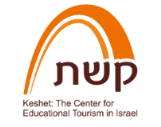 קשת
Keshet: The Center for
Educational Tourism in Israel